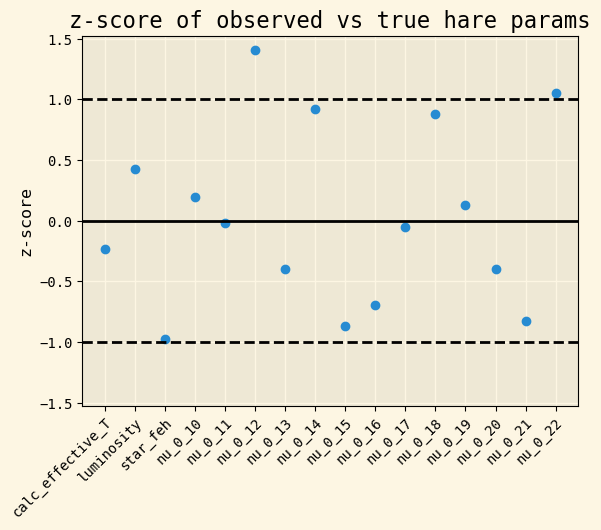 z-score of observed vs true hare params
1.5
1.0
0.5
0.0
−0.5
−1.0
−1.5
z-score
calc_effective_T
luminosity
star_feh
nu_0_10
nu_0_11
nu_0_12
nu_0_13
nu_0_14
nu_0_15
nu_0_16
nu_0_17
nu_0_18
nu_0_19
nu_0_20
nu_0_21
nu_0_22